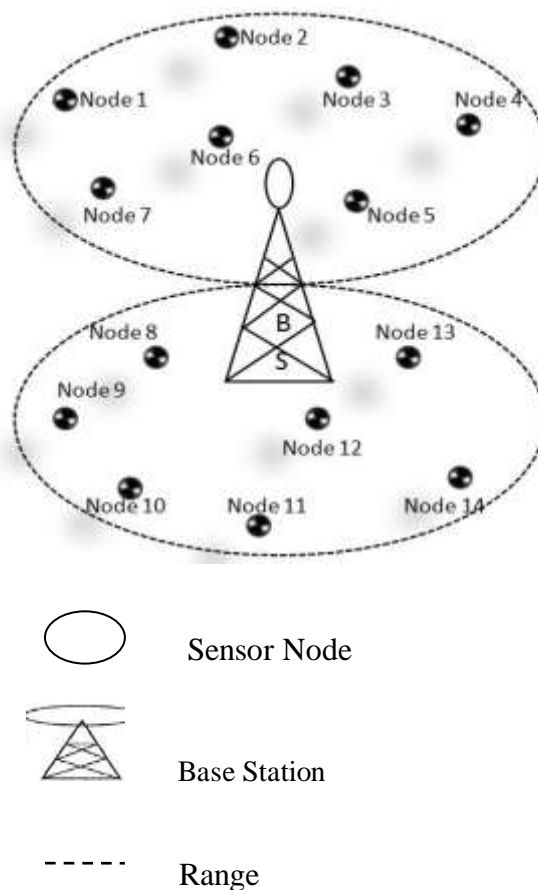 Node 2
Node 1
Node 3
Node 4
Node 6
Node 7
Node 5
B
S
Node 8
Node 13
Node 9
Node 12
Node 10
Node 11
Node 14
Sensor Node
Base Station
Range